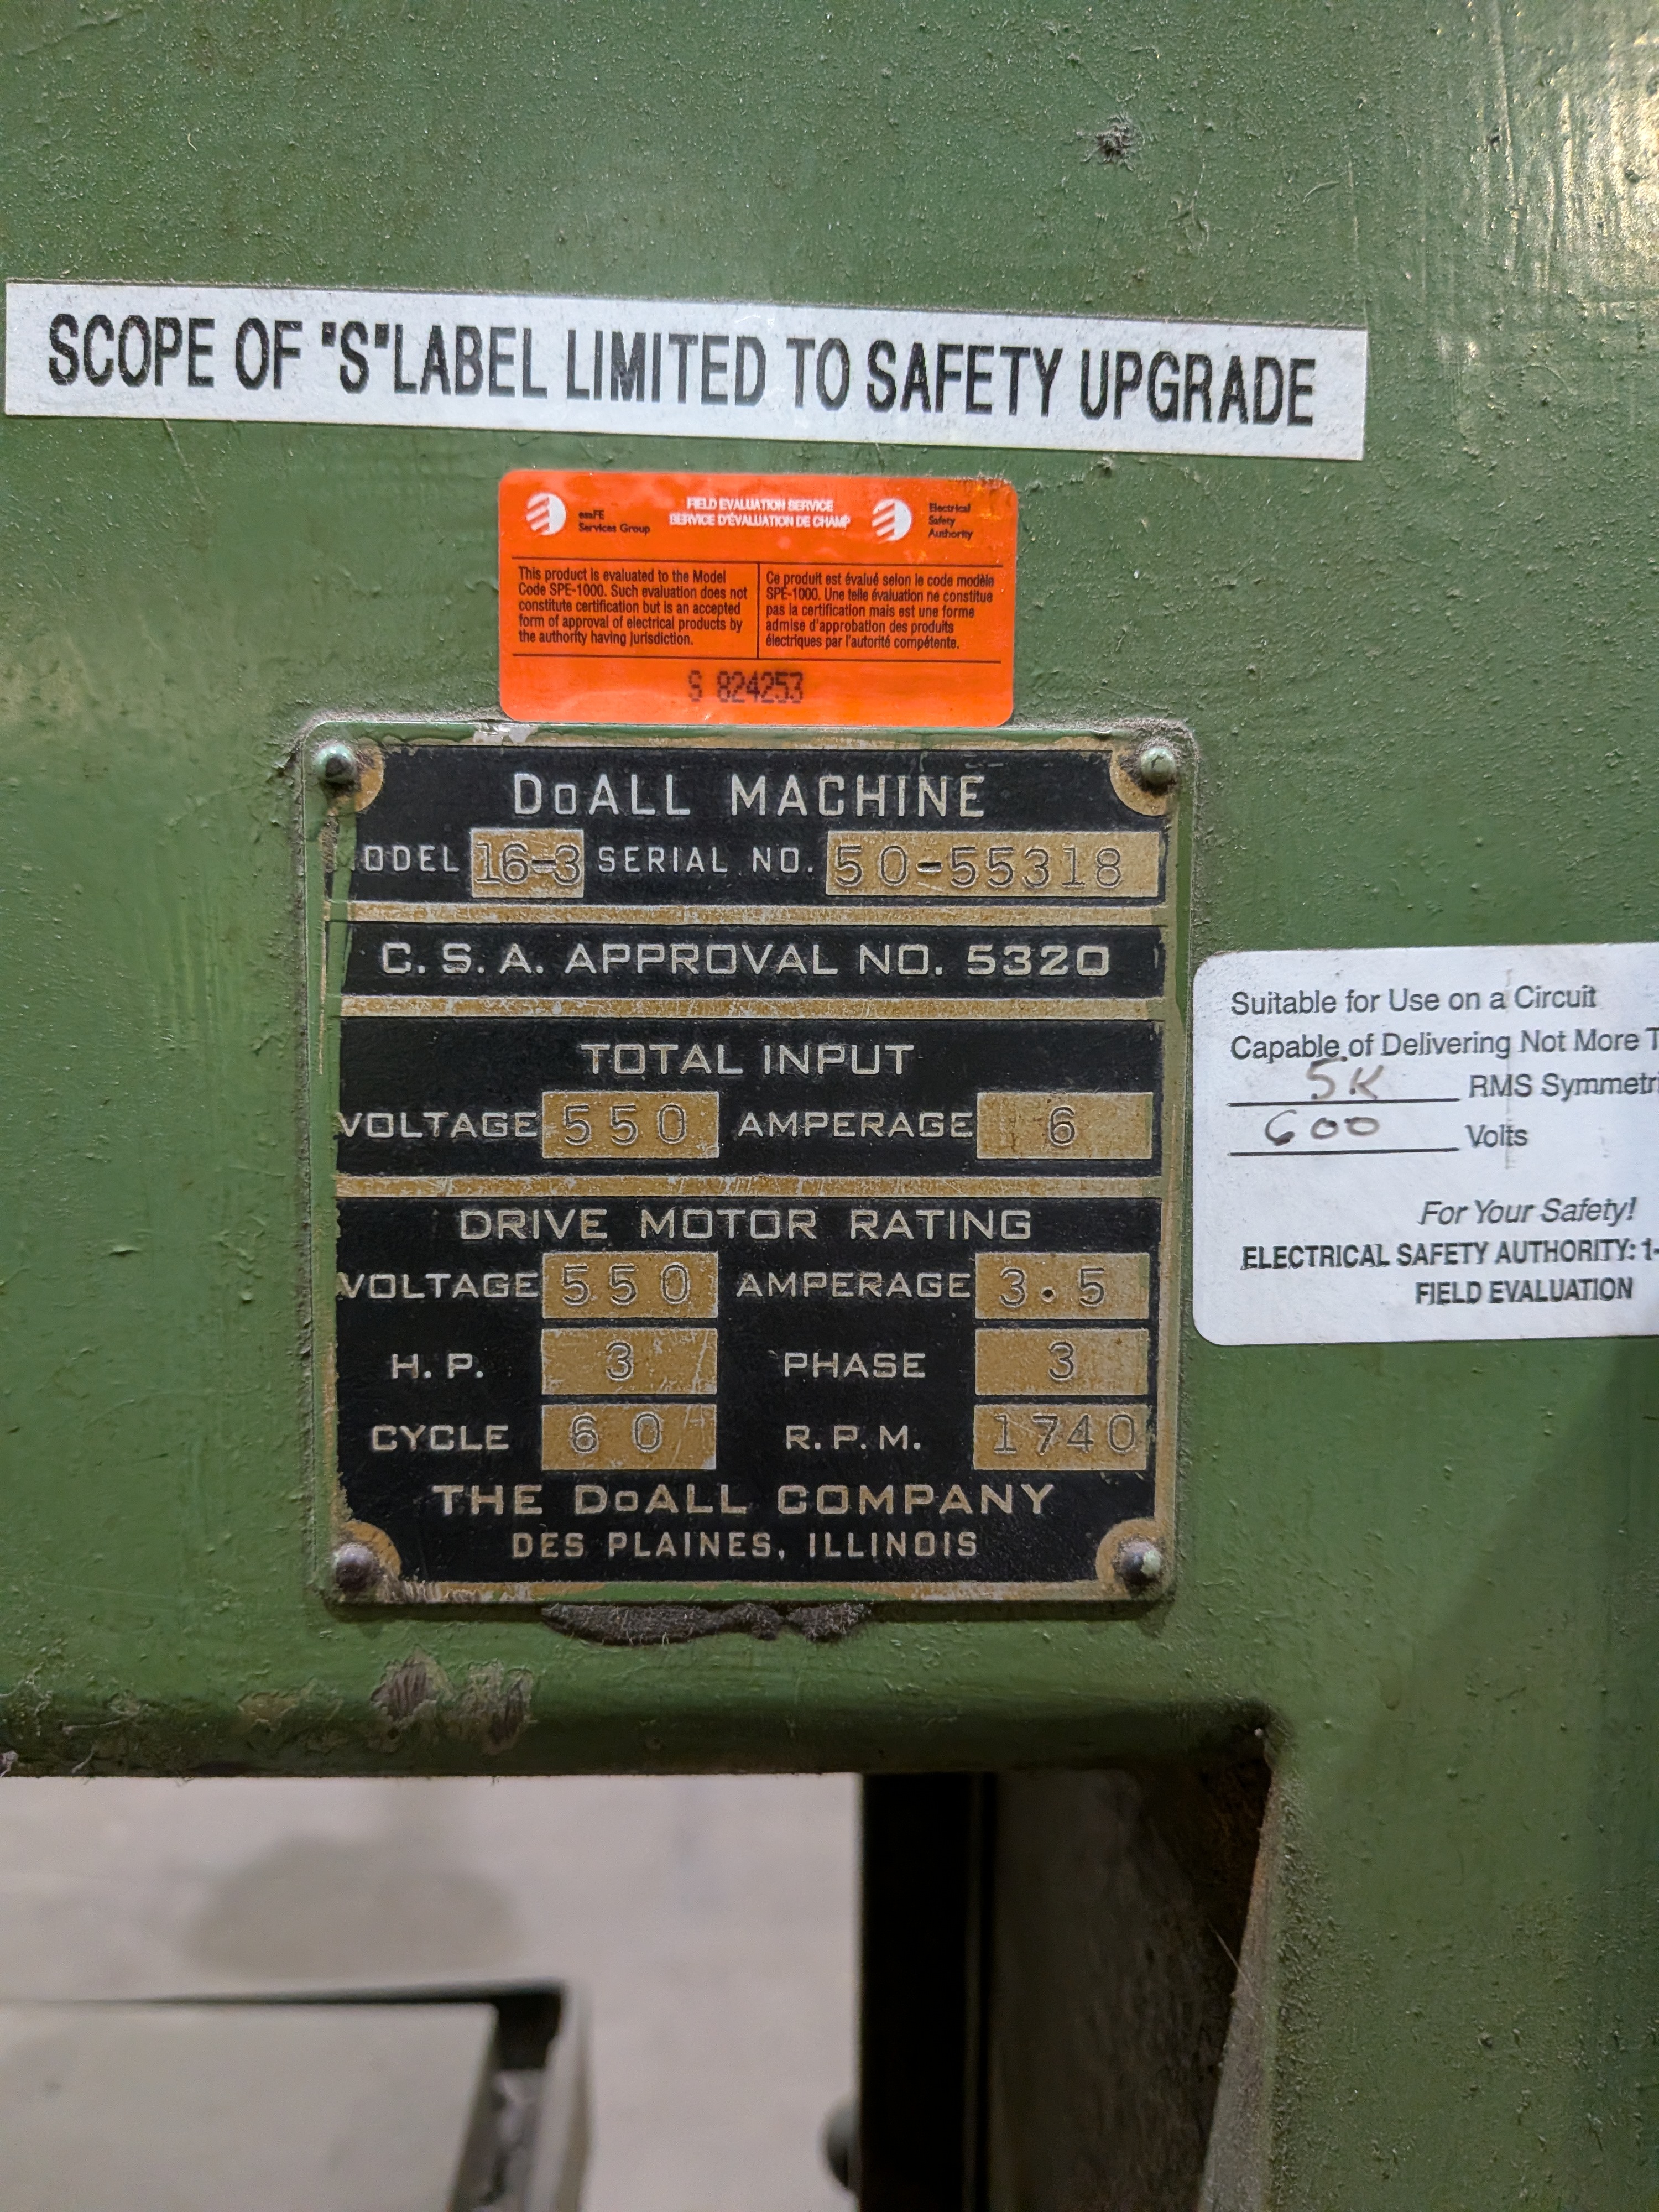 SCOPE OF "S"LABEL LIMITED TO SAFETY UPGRADE
esaFE
Services Group
FIELD EVALUATION SERVICE
SERVICE D'ÉVALUATION DE CHAMP
Electrical
Safety
Authority
This product is evaluated to the Model
Code SPE-1000. Such evaluation does not
constitute certification but is an accepted
form of approval of electrical products by
the authority having jurisdiction.
Ce produit est évalué selon le code modèle
SPE-1000. Une telle évaluation ne constitue
pas la certification mais est une forme
admise d'approbation des produits
électriques par l'autorité compétente.
S 824253
DoALL MACHINE
ODEL 16-3 SERIAL NO. 50-55318
C. S. A. APPROVAL NO. 5320
TOTAL INPUT
VOLTAGE 550 AMPERAGE 6
DRIVE MOTOR RATING
VOLTAGE 550 AMPERAGE 3.5
H. P. 3 PHASE 3
CYCLE 60 R. P. M. 1740
THE DoALL COMPANY
DES PLAINES, ILLINOIS
Suitable for Use on a Circuit
Capable of Delivering Not More T
5K RMS Symmetri
600 Volts
For Your Safety!
ELECTRICAL SAFETY AUTHORITY: 1-
FIELD EVALUATION